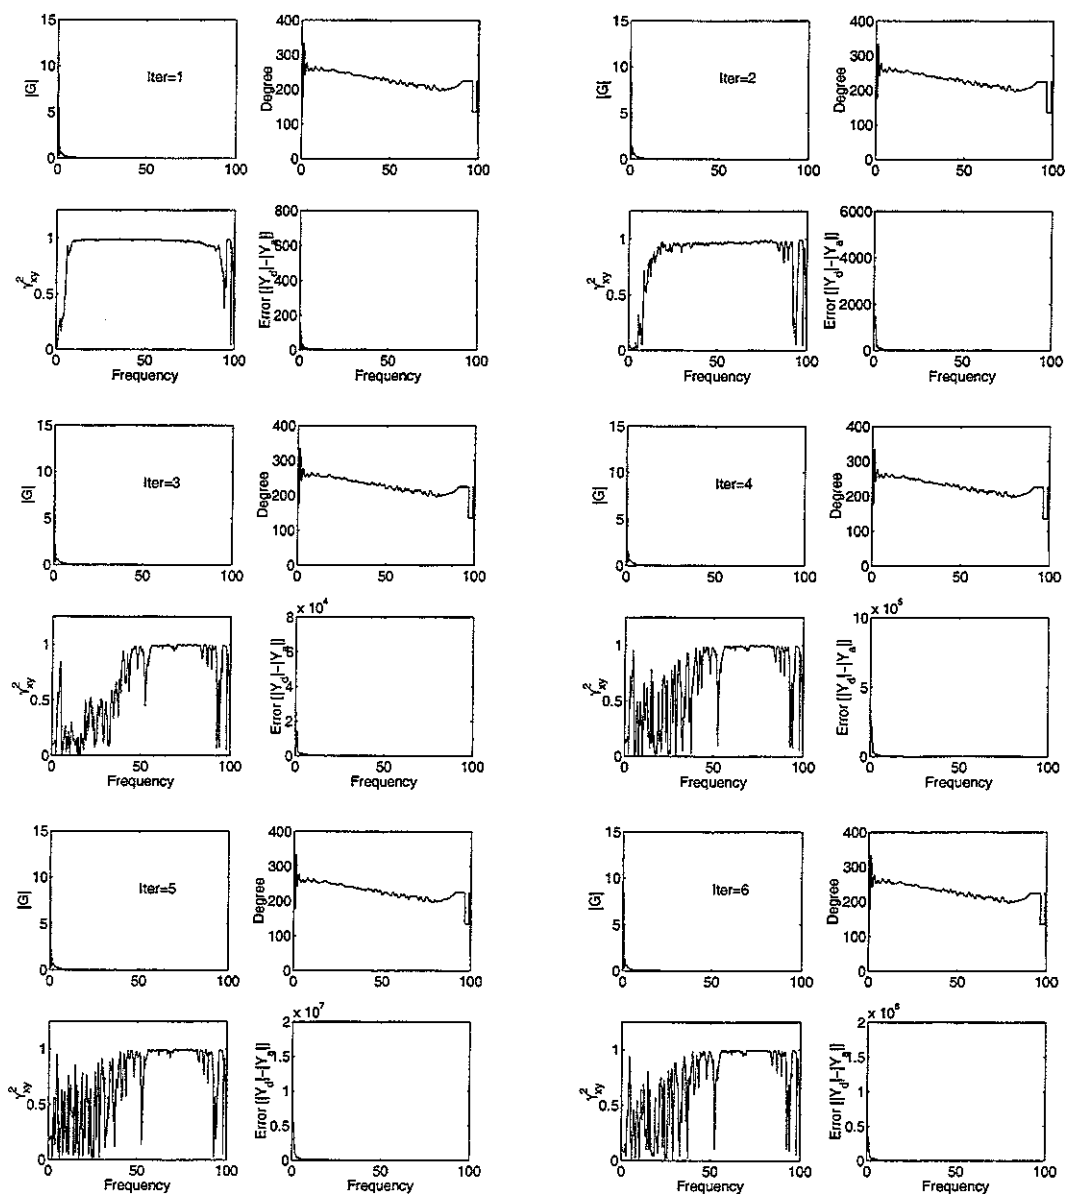 15
10
5
0
|G|
Iter=1
0 50 100
400
300
200
100
0
Degree
0 50 100
1
0.5
0
γ²xy
0 50 100
Frequency
800
600
400
200
0
Error [|Yd|-|Ya|]
0 50 100
Frequency
15
10
5
0
|G|
Iter=2
0 50 100
400
300
200
100
0
Degree
0 50 100
1
0.5
0
γ²xy
0 50 100
Frequency
6000
4000
2000
0
Error [|Yd|-|Ya|]
0 50 100
Frequency
15
10
5
0
|G|
Iter=3
0 50 100
400
300
200
100
0
Degree
0 50 100
1
0.5
0
γ²xy
0 50 100
Frequency
x 10⁴
8
6
4
2
0
Error [|Yd|-|Ya|]
0 50 100
Frequency
15
10
5
0
|G|
Iter=4
0 50 100
400
300
200
100
0
Degree
0 50 100
1
0.5
0
γ²xy
0 50 100
Frequency
x 10⁵
10
5
0
Error [|Yd|-|Ya|]
0 50 100
Frequency
15
10
5
0
|G|
Iter=5
0 50 100
400
300
200
100
0
Degree
0 50 100
1
0.5
0
γ²xy
0 50 100
Frequency
x 10⁷
2
1.5
1
0.5
0
Error [|Yd|-|Ya|]
0 50 100
Frequency
15
10
5
0
|G|
Iter=6
0 50 100
400
300
200
100
0
Degree
0 50 100
1
0.5
0
γ²xy
0 50 100
Frequency
x 10⁸
2
1.5
1
0.5
0
Error [|Yd|-|Ya|]
0 50 100
Frequency